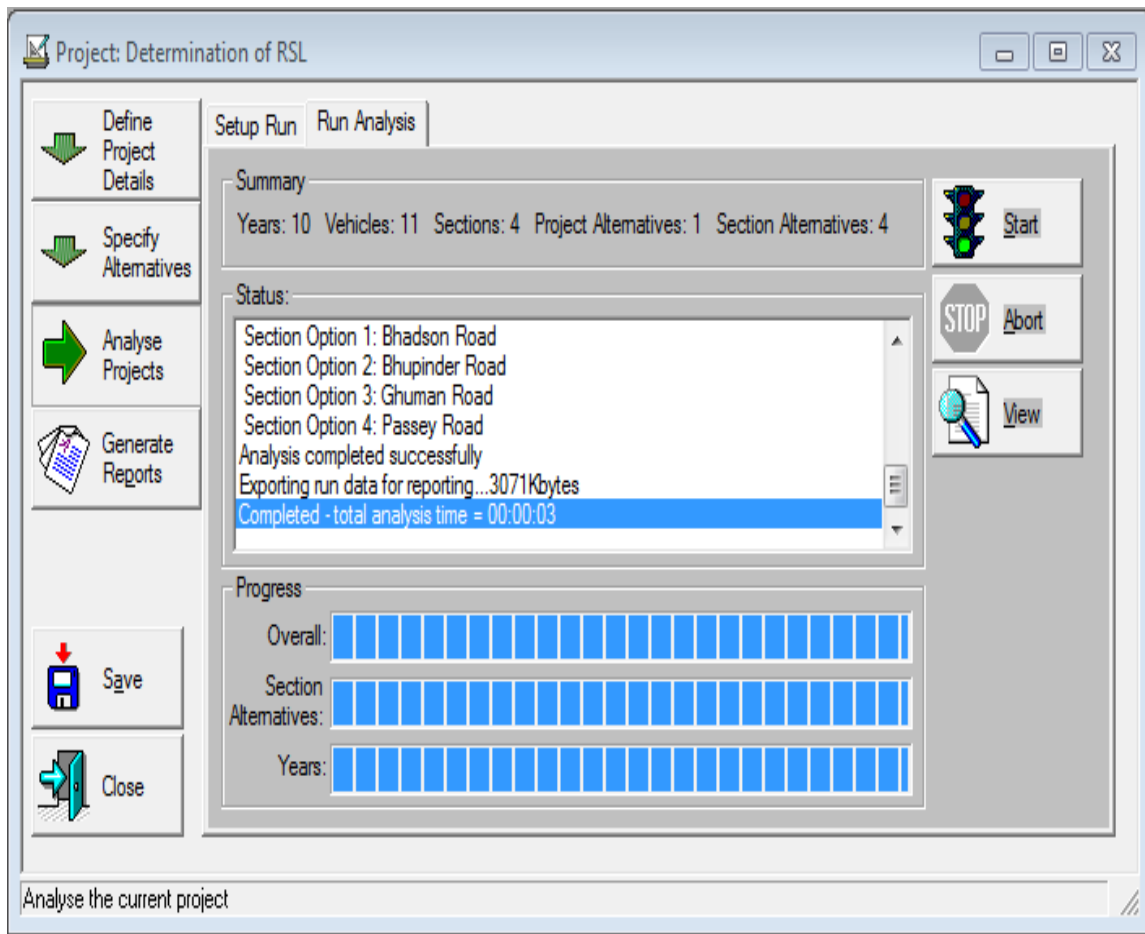 Project: Determination of RSL
Define
Project
Details
Specify
Alternatives
Analyse
Projects
Generate
Reports
Save
Close
Setup Run
Run Analysis
Summary
Years: 10 Vehicles: 11 Sections: 4 Project Alternatives: 1 Section Alternatives: 4
Status:
Section Option 1: Bhadson Road
Section Option 2: Bhupinder Road
Section Option 3: Ghuman Road
Section Option 4: Passey Road
Analysis completed successfully
Exporting run data for reporting...3071Kbytes
Completed - total analysis time = 00:00:03
Progress
Overall:
Section
Alternatives:
Years:
Start
STOP
Abort
View
Analyse the current project